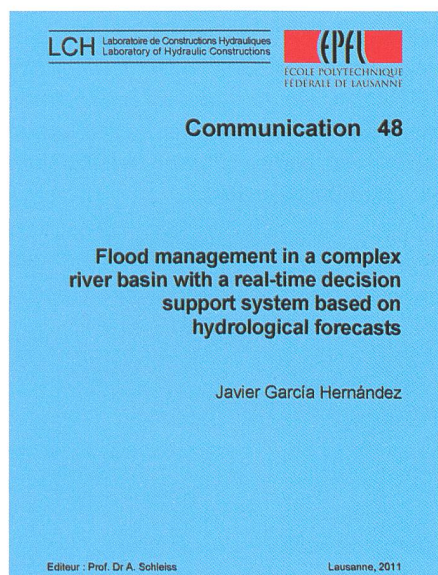 LCH Laboratoire de Constructions Hydrauliques
Laboratory of Hydraulic Constructions
EPFL
ÉCOLE POLYTECHNIQUE
FÉDÉRALE DE LAUSANNE
Communication 48
Flood management in a complex
river basin with a real-time decision
support system based on
hydrological forecasts
Javier García Hernández
Editeur : Prof. Dr A. Schleiss Lausanne, 2011